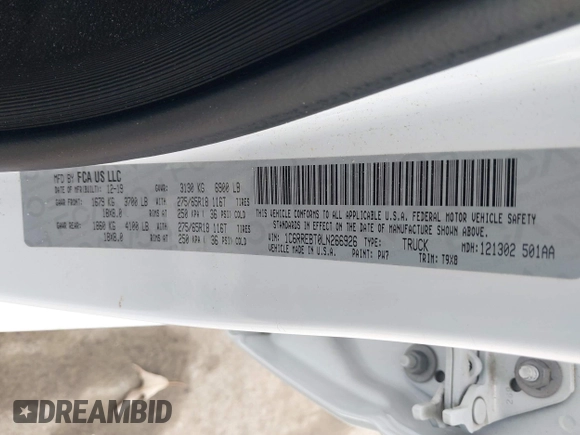 MFD BY FCA US LLC
DATE OF MFR(BUILT): 12-19 GVWR: 3130 KG 6900 LB
GAWR FRONT: 1679 KG 3700 LB WITH 275/65R18 116T TIRES
18X8.0 RIMS AT 250 KPA / 36 PSI COLD
GAWR REAR: 1860 KG 4100 LB WITH 275/65R18 116T TIRES
18X8.0 RIMS AT 250 KPA / 36 PSI COLD
THIS VEHICLE CONFORMS TO ALL APPLICABLE U.S.A. FEDERAL MOTOR VEHICLE SAFETY
STANDARDS IN EFFECT ON THE DATE OF MANUFACTURE SHOWN ABOVE.
VIN: 1C6RREBT0LN266926 TYPE: TRUCK MDH: 121302 501AA
VEHICLE MADE IN U.S.A. PAINT: PW7 TRIM: T9X8
DREAMBID